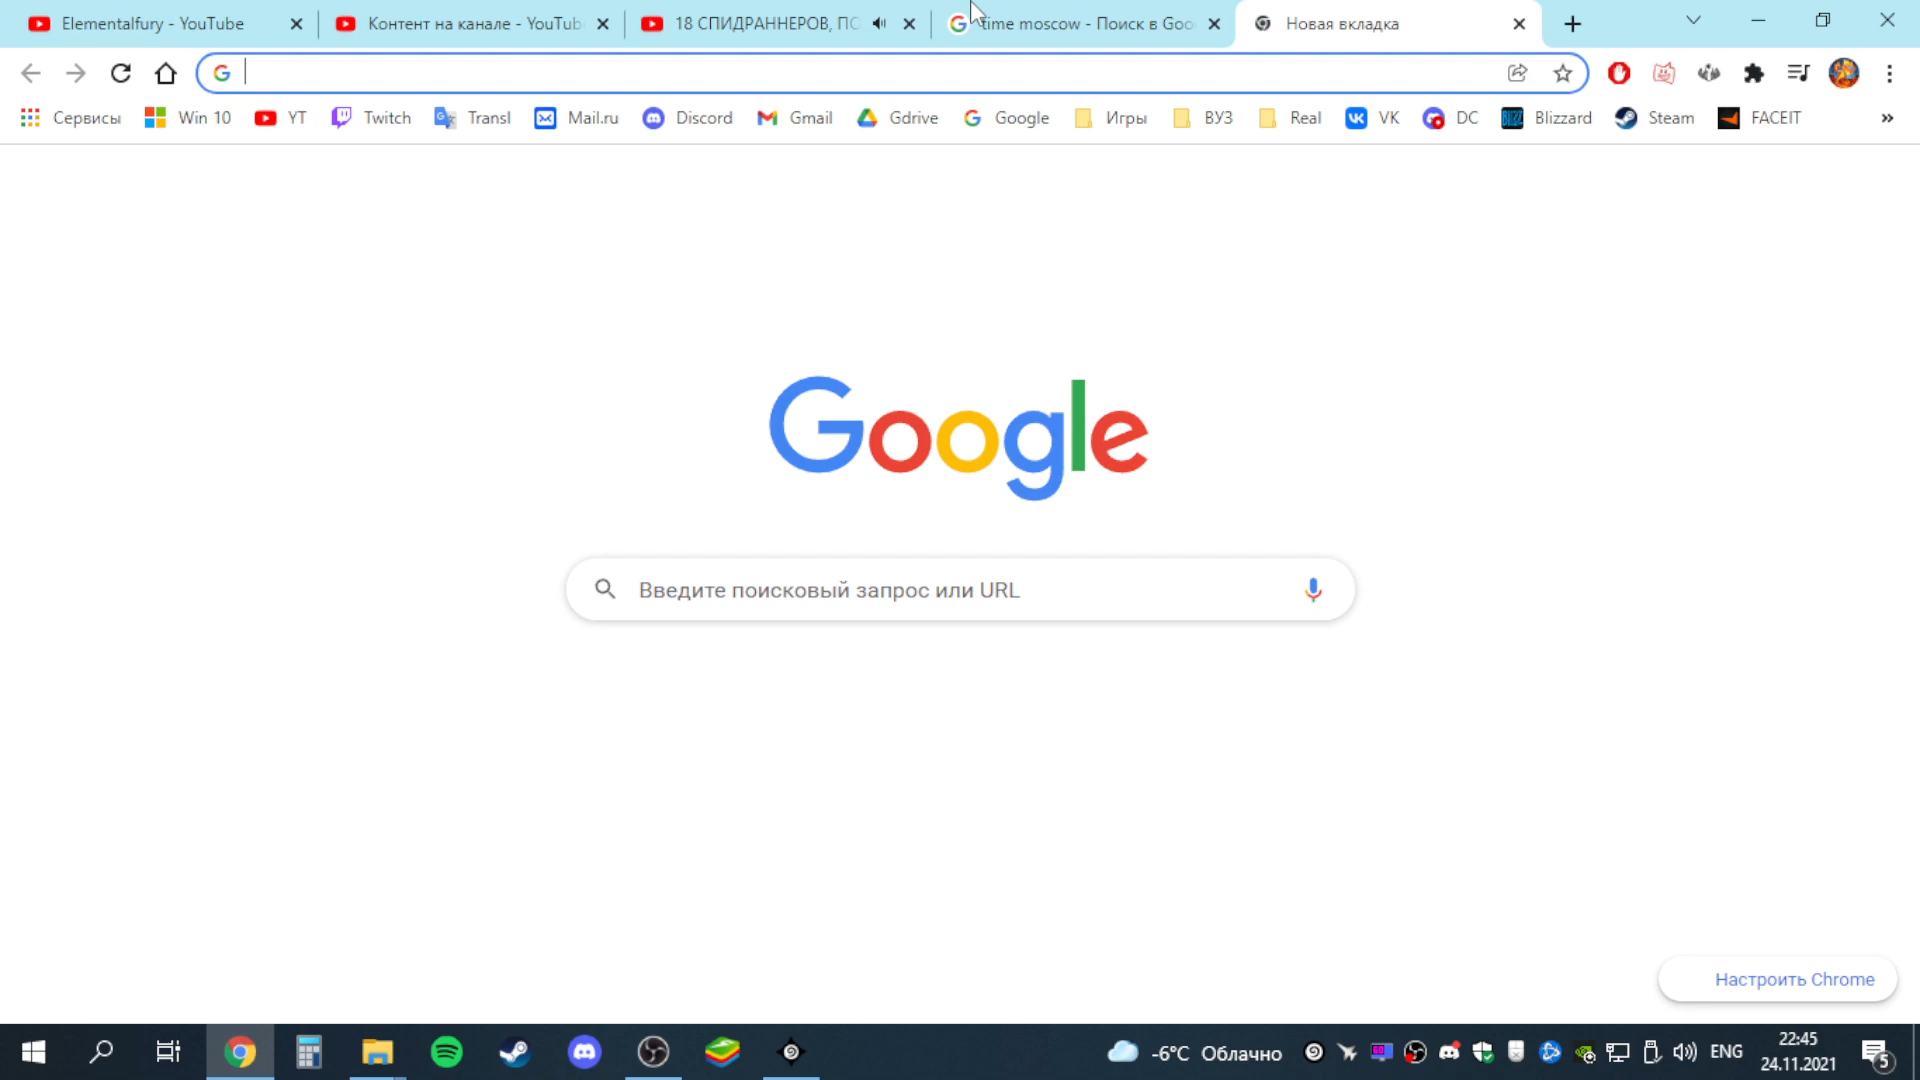 Elementalfury - YouTube
Контент на канале - YouTub
18 СПИДРАННЕРОВ, ПО
time moscow - Поиск в Goo
Новая вкладка
Сервисы
Win 10
YT
Twitch
Transl
Mail.ru
Discord
Gmail
Gdrive
Google
Игры
ВУЗ
Real
VK
DC
Blizzard
Steam
FACEIT
Google
Введите поисковый запрос или URL
Настроить Chrome
-6°C Облачно
ENG
22:45
24.11.2021
5